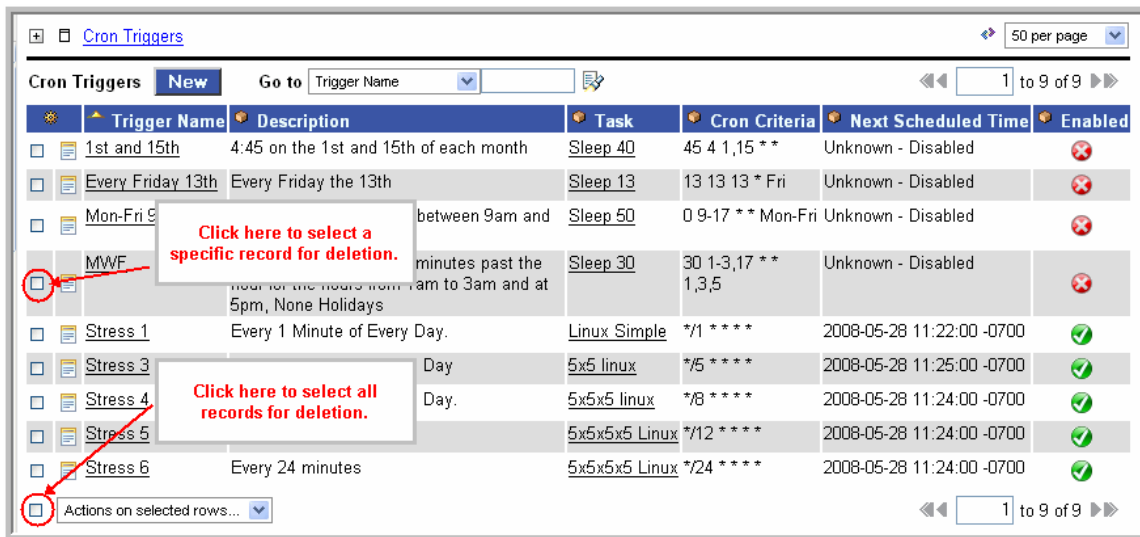 Cron Triggers 50 per page
Cron Triggers New Go to Trigger Name 1 to 9 of 9
Trigger Name Description Task Cron Criteria Next Scheduled Time Enabled
1st and 15th 4:45 on the 1st and 15th of each month Sleep 40 45 4 1,15 * * Unknown - Disabled
Every Friday 13th Every Friday the 13th Sleep 13 13 13 13 * Fri Unknown - Disabled
Mon-Fri 9 between 9am and Sleep 50 0 9-17 * * Mon-Fri Unknown - Disabled
Click here to select a
specific record for deletion.
MWF minutes past the Sleep 30 30 1-3,17 * * Unknown - Disabled
hour for the hours from 1am to 3am and at 1,3,5
5pm, None Holidays
Stress 1 Every 1 Minute of Every Day. Linux Simple */1 * * * * 2008-05-28 11:22:00 -0700
Stress 3 Day 5x5 linux */5 * * * * 2008-05-28 11:25:00 -0700
Click here to select all
records for deletion.
Stress 4 Day. 5x5x5 linux */8 * * * * 2008-05-28 11:24:00 -0700
Stress 5 5x5x5x5 Linux */12 * * * * 2008-05-28 11:24:00 -0700
Stress 6 Every 24 minutes 5x5x5x5 Linux */24 * * * * 2008-05-28 11:24:00 -0700
Actions on selected rows... 1 to 9 of 9